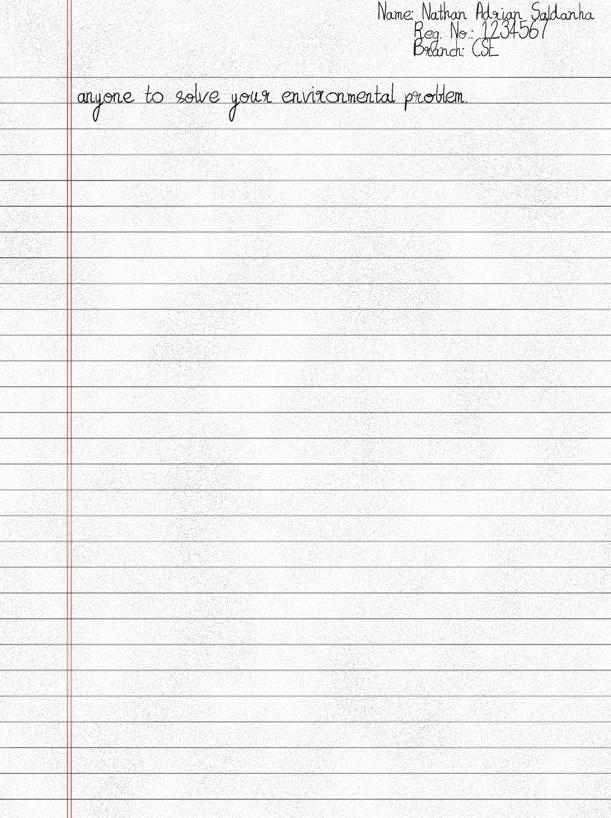 Name: Nathan Adrian Saldanha
Reg. No.: 1234567
Branch: CSE
anyone to solve your environmental problem.